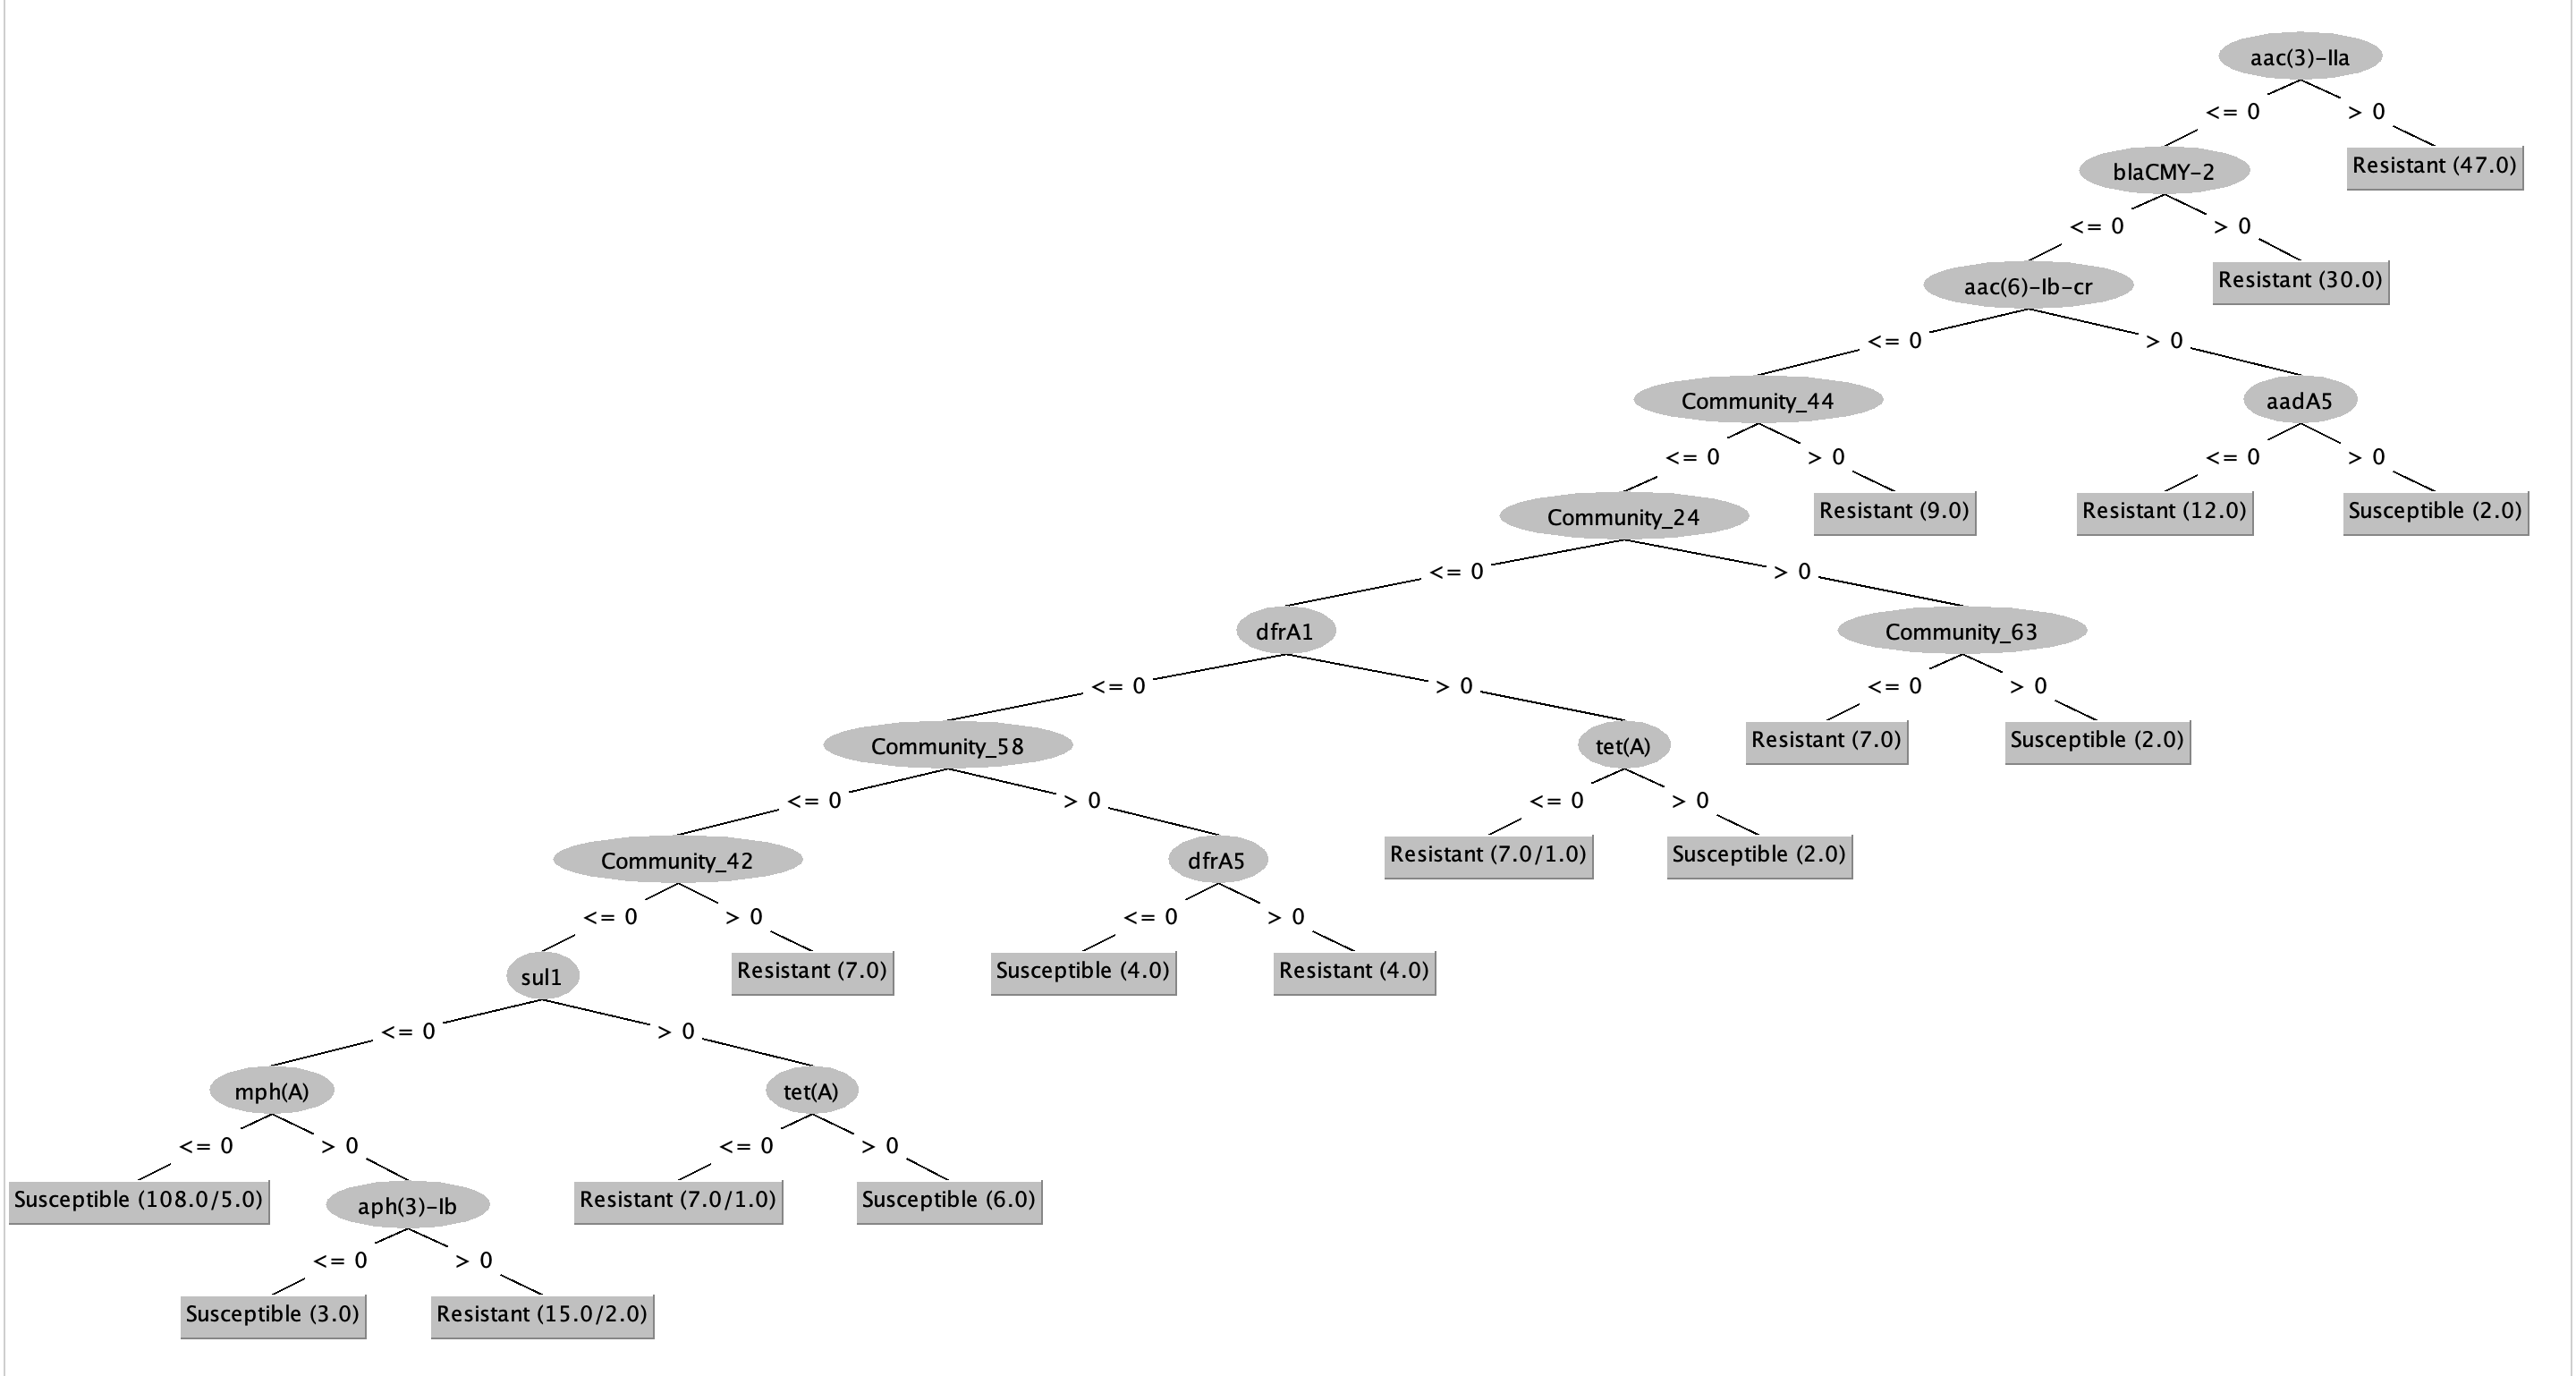 aac(3)-IIa
<= 0 > 0
blaCMY-2 Resistant (47.0)
<= 0 > 0
aac(6)-Ib-cr Resistant (30.0)
<= 0 > 0
Community_44 aadA5
<= 0 > 0 <= 0 > 0
Community_24 Resistant (9.0) Resistant (12.0) Susceptible (2.0)
<= 0 > 0
dfrA1 Community_63
<= 0 > 0 <= 0 > 0
Community_58 tet(A) Resistant (7.0) Susceptible (2.0)
<= 0 > 0 <= 0 > 0
Community_42 dfrA5 Resistant (7.0/1.0) Susceptible (2.0)
<= 0 > 0 <= 0 > 0
sul1 Resistant (7.0) Susceptible (4.0) Resistant (4.0)
<= 0 > 0
mph(A) tet(A)
<= 0 > 0 <= 0 > 0
Susceptible (108.0/5.0) aph(3)-Ib Resistant (7.0/1.0) Susceptible (6.0)
<= 0 > 0
Susceptible (3.0) Resistant (15.0/2.0)